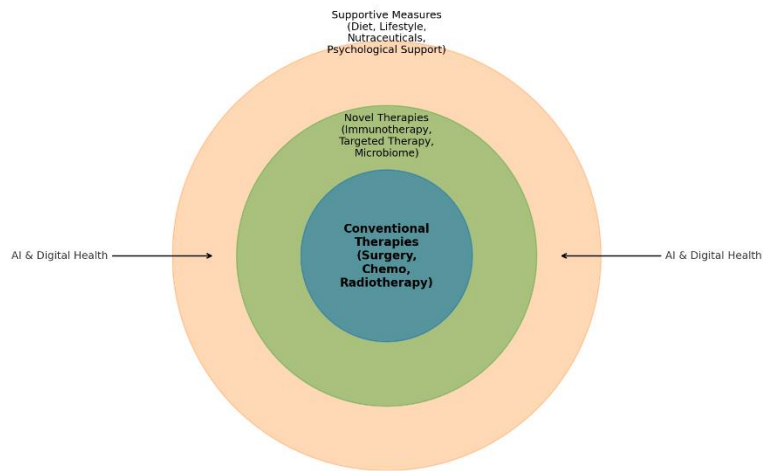 Supportive Measures
(Diet, Lifestyle,
Nutraceuticals,
Psychological Support)
Novel Therapies
(Immunotherapy,
Targeted Therapy,
Microbiome)
Conventional
Therapies
(Surgery,
Chemo,
Radiotherapy)
AI & Digital Health
AI & Digital Health